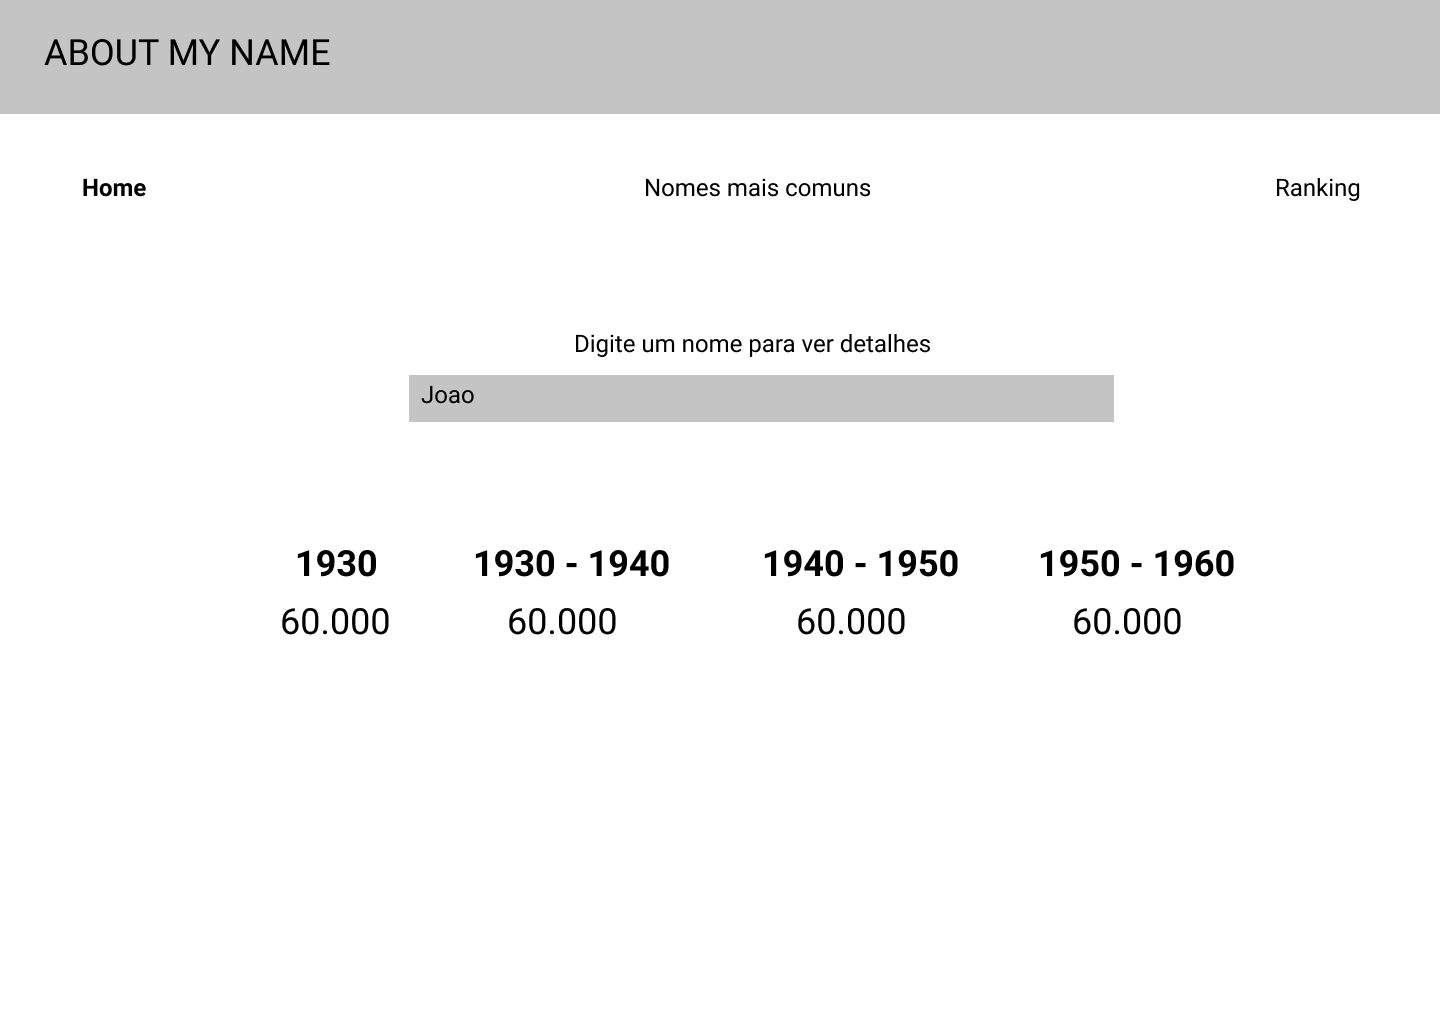 ABOUT MY NAME
Home Nomes mais comuns Ranking
Digite um nome para ver detalhes
Joao
1930 1930 - 1940 1940 - 1950 1950 - 1960
60.000 60.000 60.000 60.000